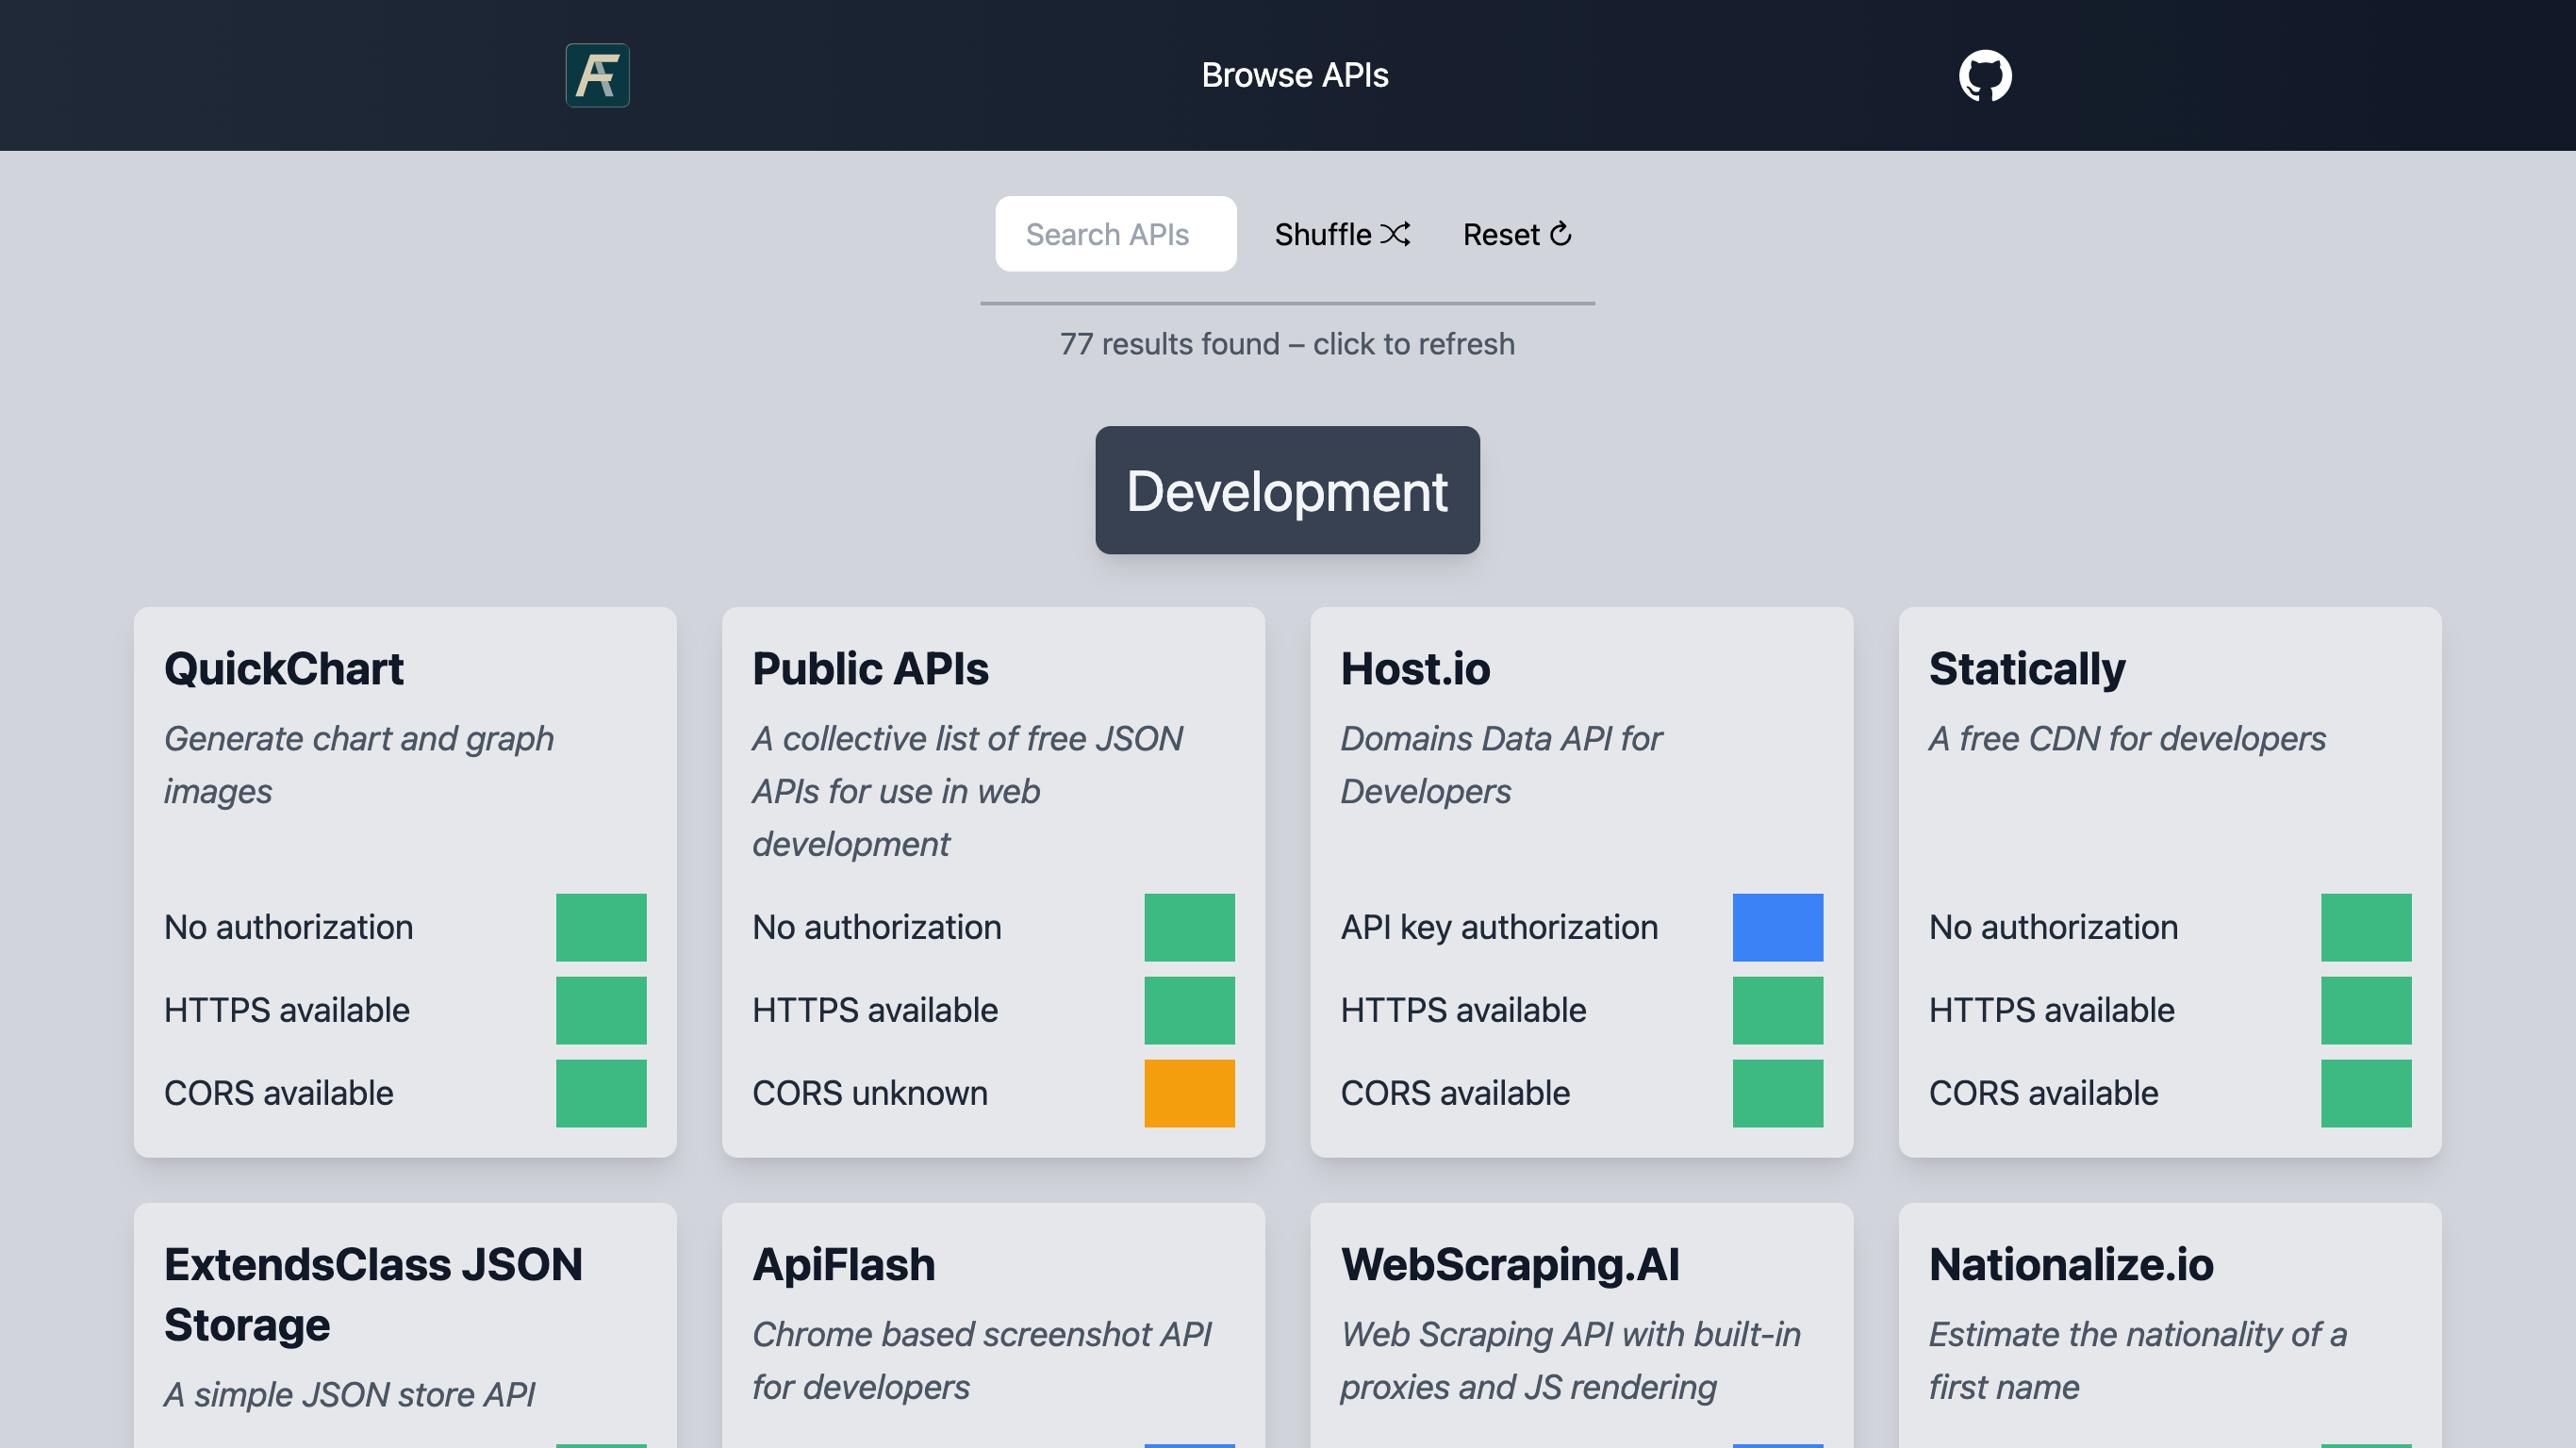 Browse APIs
Search APIs
Shuffle
Reset
77 results found – click to refresh
Development
QuickChart
Generate chart and graph
images
No authorization
HTTPS available
CORS available
Public APIs
A collective list of free JSON
APIs for use in web
development
No authorization
HTTPS available
CORS unknown
Host.io
Domains Data API for
Developers
API key authorization
HTTPS available
CORS available
Statically
A free CDN for developers
No authorization
HTTPS available
CORS available
ExtendsClass JSON
Storage
A simple JSON store API
ApiFlash
Chrome based screenshot API
for developers
WebScraping.AI
Web Scraping API with built-in
proxies and JS rendering
Nationalize.io
Estimate the nationality of a
first name